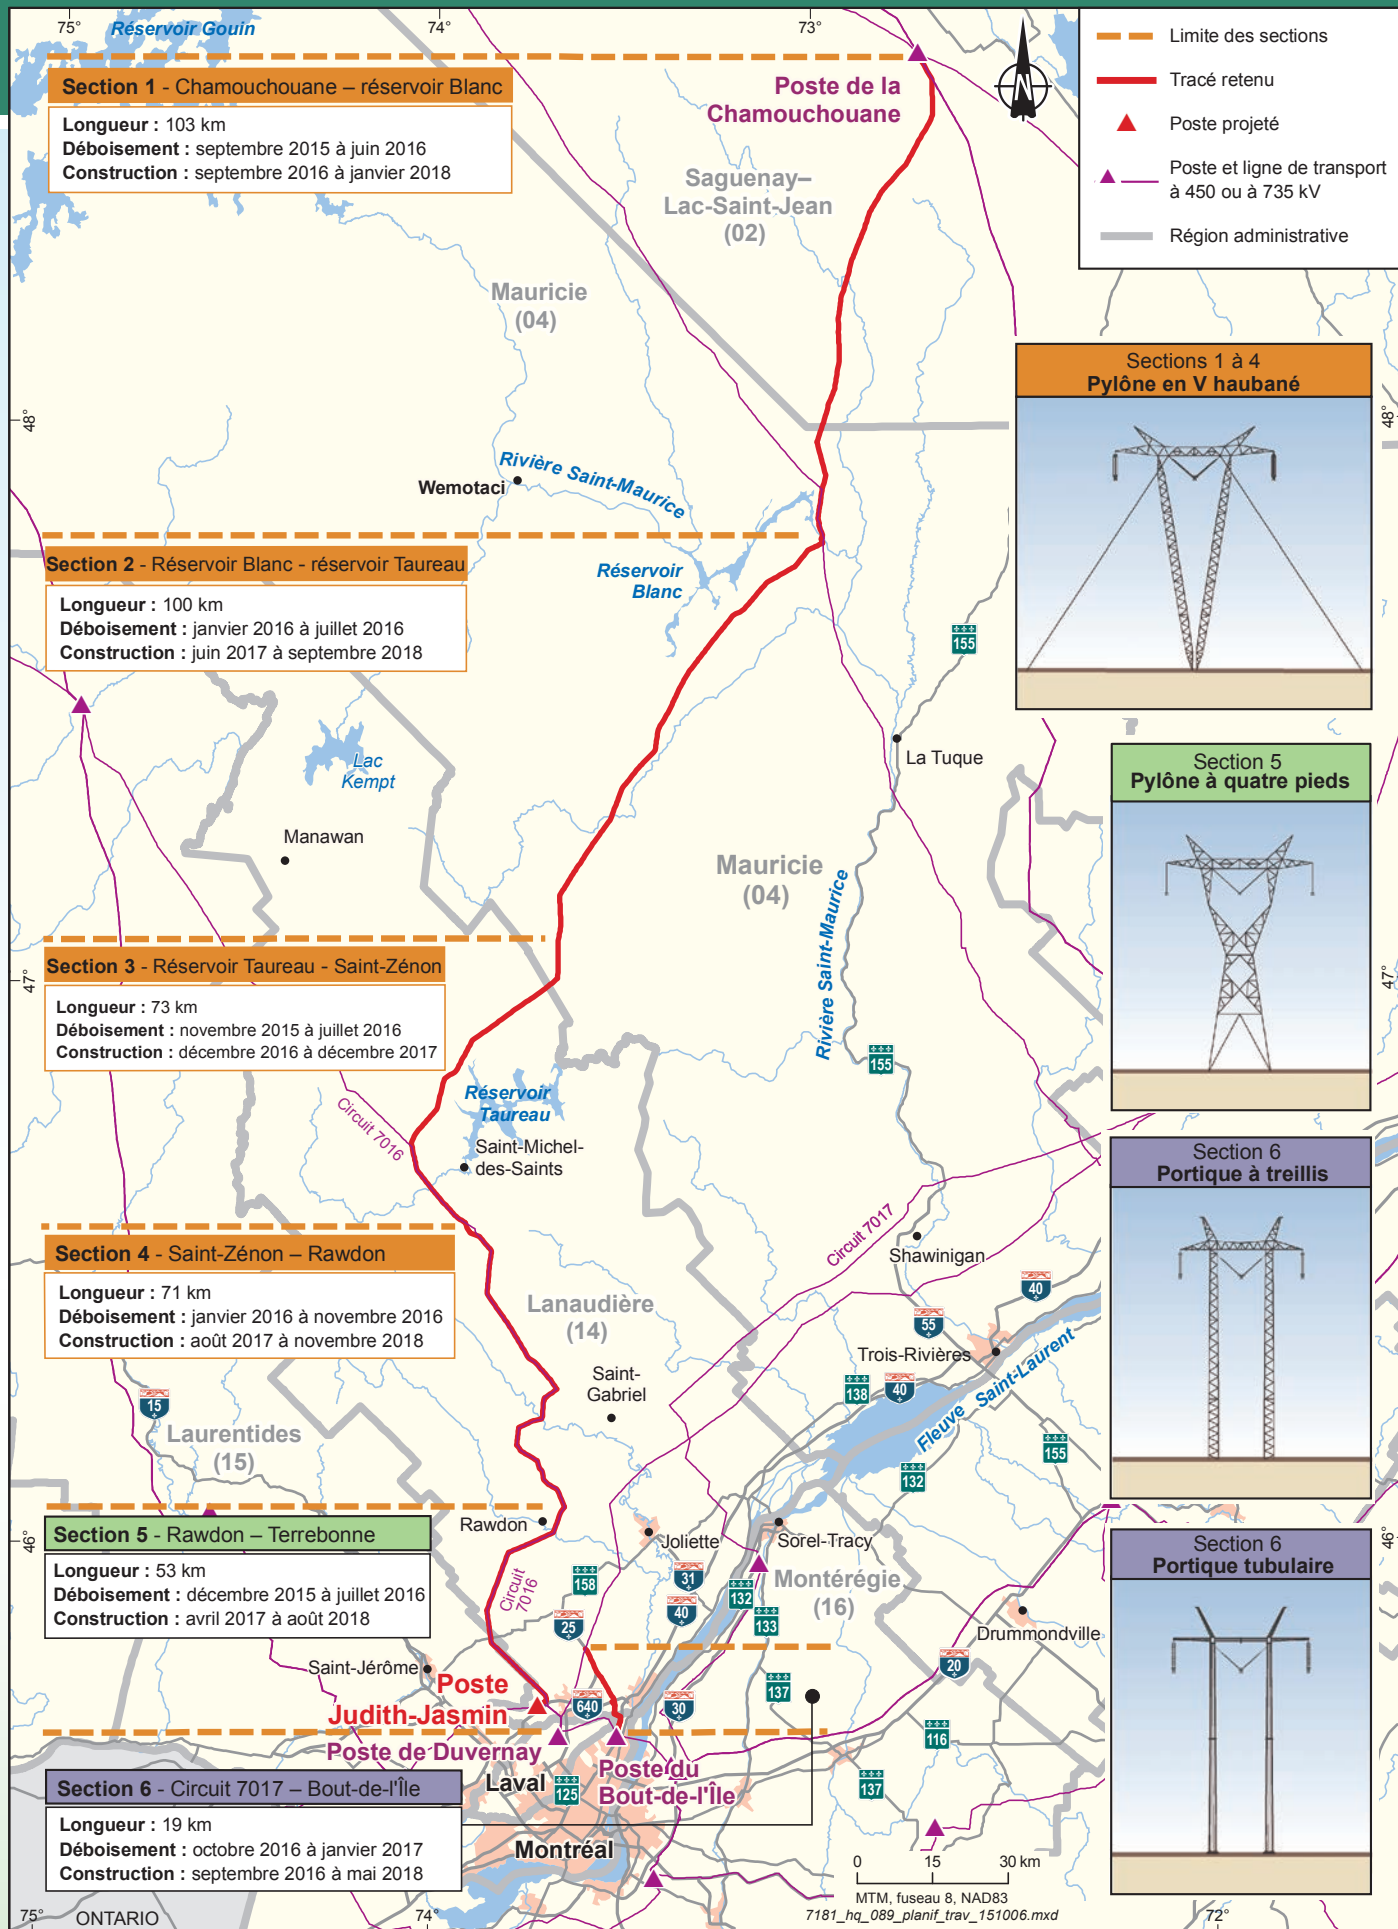 75°
74°
73°
Réservoir Gouin
Limite des sections
Tracé retenu
Poste projeté
Poste et ligne de transport
à 450 ou à 735 kV
Région administrative
Section 1 - Chamouchouane – réservoir Blanc
Longueur : 103 km
Déboisement : septembre 2015 à juin 2016
Construction : septembre 2016 à janvier 2018
Poste de la
Chamouchouane
Saguenay–
Lac-Saint-Jean
(02)
Mauricie
(04)
Sections 1 à 4
Pylône en V haubané
48°
48°
Rivière Saint-Maurice
Wemotaci
Section 2 - Réservoir Blanc - réservoir Taureau
Longueur : 100 km
Déboisement : janvier 2016 à juillet 2016
Construction : juin 2017 à septembre 2018
Réservoir
Blanc
155
La Tuque
Lac
Kempt
Section 5
Pylône à quatre pieds
Manawan
Mauricie
(04)
Rivière Saint-Maurice
Section 3 - Réservoir Taureau - Saint-Zénon
Longueur : 73 km
Déboisement : novembre 2015 à juillet 2016
Construction : décembre 2016 à décembre 2017
47°
47°
155
Réservoir
Taureau
Circuit 7016
Saint-Michel-
des-Saints
Section 6
Portique à treillis
Circuit 7017
Shawinigan
Section 4 - Saint-Zénon – Rawdon
Longueur : 71 km
Déboisement : janvier 2016 à novembre 2016
Construction : août 2017 à novembre 2018
40
Lanaudière
(14)
55
Trois-Rivières
Saint-
Gabriel
138
40
Fleuve Saint-Laurent
15
Laurentides
(15)
155
132
Section 5 - Rawdon – Terrebonne
Longueur : 53 km
Déboisement : décembre 2015 à juillet 2016
Construction : avril 2017 à août 2018
Rawdon
Joliette
Sorel-Tracy
46°
46°
Section 6
Portique tubulaire
Circuit
7016
158
31
Montérégie
(16)
132
40
25
133
Drummondville
20
Saint-Jérôme
Poste
Judith-Jasmin
640
30
137
116
Poste de Duvernay
Laval
125
Poste du
Bout-de-l'Île
137
Section 6 - Circuit 7017 – Bout-de-l'Île
Longueur : 19 km
Déboisement : octobre 2016 à janvier 2017
Construction : septembre 2016 à mai 2018
Montréal
0 15 30 km
MTM, fuseau 8, NAD83
7181_hq_089_planif_trav_151006.mxd
75°
ONTARIO
74°
72°